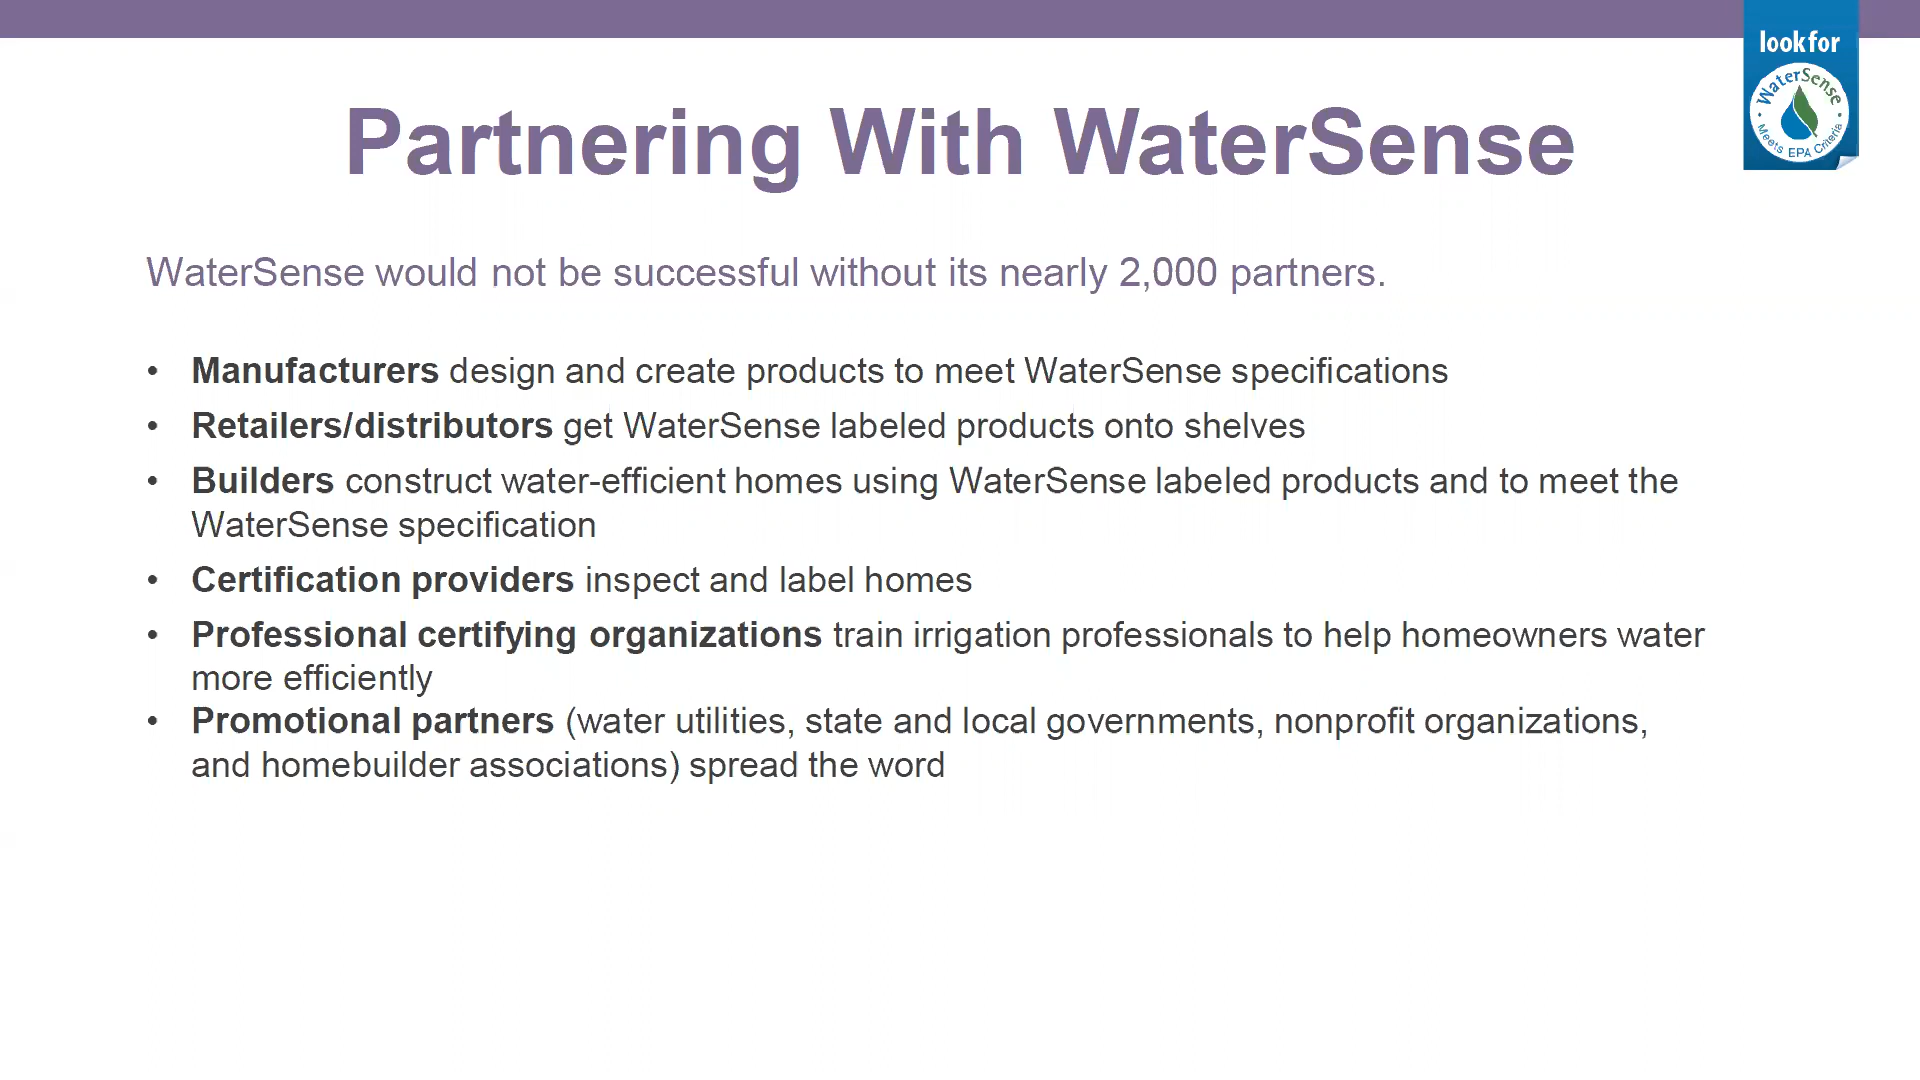 look for
WaterSense
Meets EPA Criteria
Partnering With WaterSense
WaterSense would not be successful without its nearly 2,000 partners.
• Manufacturers design and create products to meet WaterSense specifications
• Retailers/distributors get WaterSense labeled products onto shelves
• Builders construct water-efficient homes using WaterSense labeled products and to meet the
WaterSense specification
• Certification providers inspect and label homes
• Professional certifying organizations train irrigation professionals to help homeowners water
more efficiently
• Promotional partners (water utilities, state and local governments, nonprofit organizations,
and homebuilder associations) spread the word